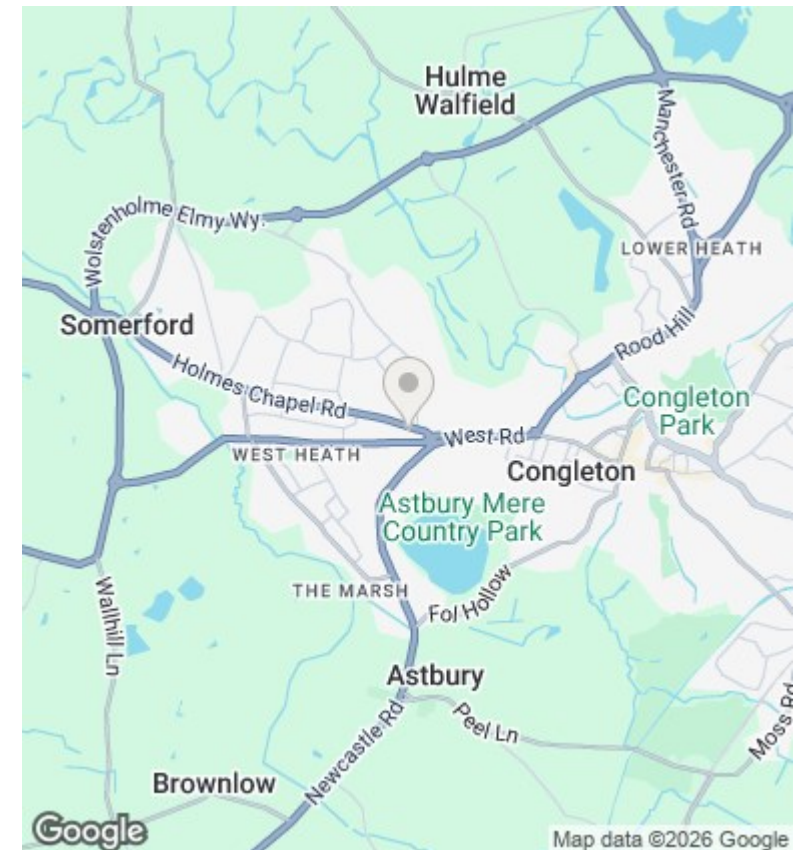 Hulme
Walfield
Manchester Rd
Wolstenholme Elmy Wy.
LOWER HEATH
Somerford
Rood Hill
Holmes Chapel Rd
Congleton
Park
West Rd
WEST HEATH
Congleton
Astbury Mere
Country Park
THE MARSH
Fol Hollow
Wallhill Ln
Astbury
Peel Ln
Moss Rd
Newcastle Rd
Brownlow
Google
Map data ©2026 Google